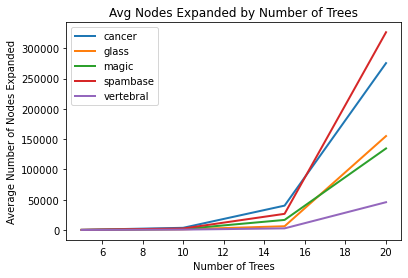 Avg Nodes Expanded by Number of Trees
cancer
glass
magic
spambase
vertebral
Average Number of Nodes Expanded
300000
250000
200000
150000
100000
50000
0
6 8 10 12 14 16 18 20
Number of Trees